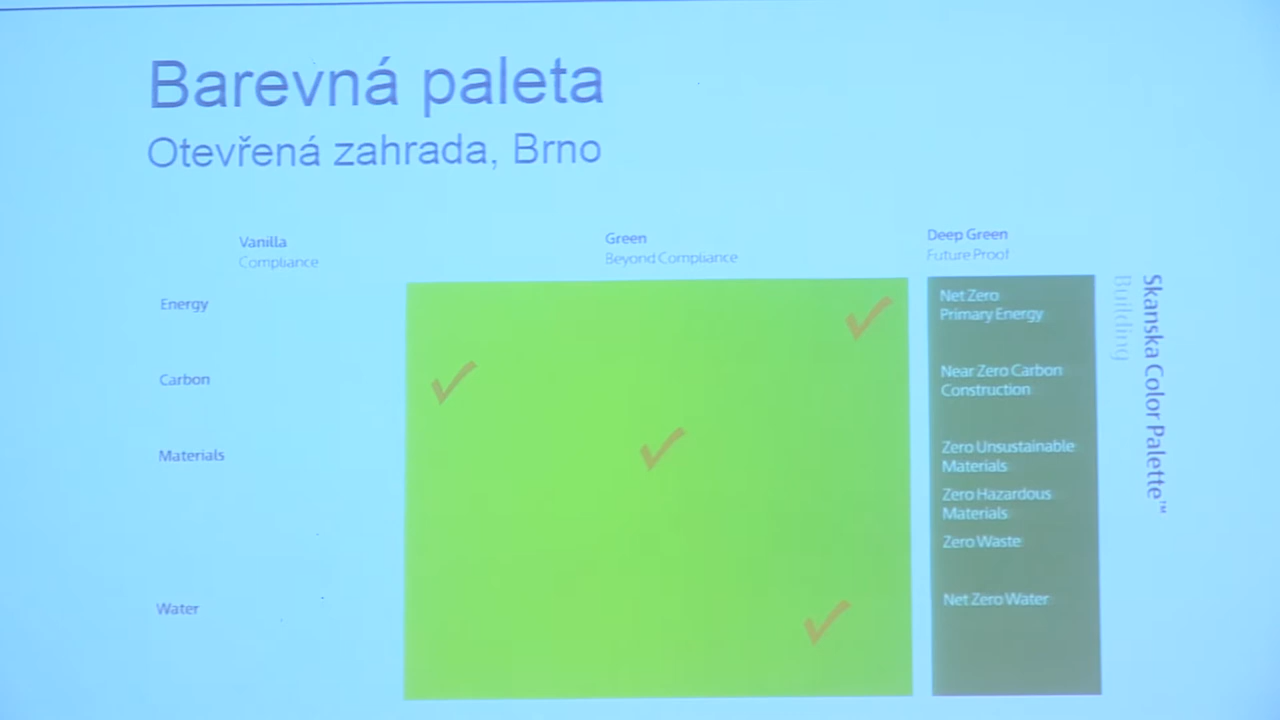 Barevná paleta
Otevřená zahrada, Brno
Vanilla
Compliance
Green
Beyond Compliance
Deep Green
Future Proof
Energy
Carbon
Materials
Water
Net Zero
Primary Energy
Near Zero Carbon
Construction
Zero Unsustainable
Materials
Zero Hazardous
Materials
Zero Waste
Net Zero Water
Skanska Color Palette™
Building